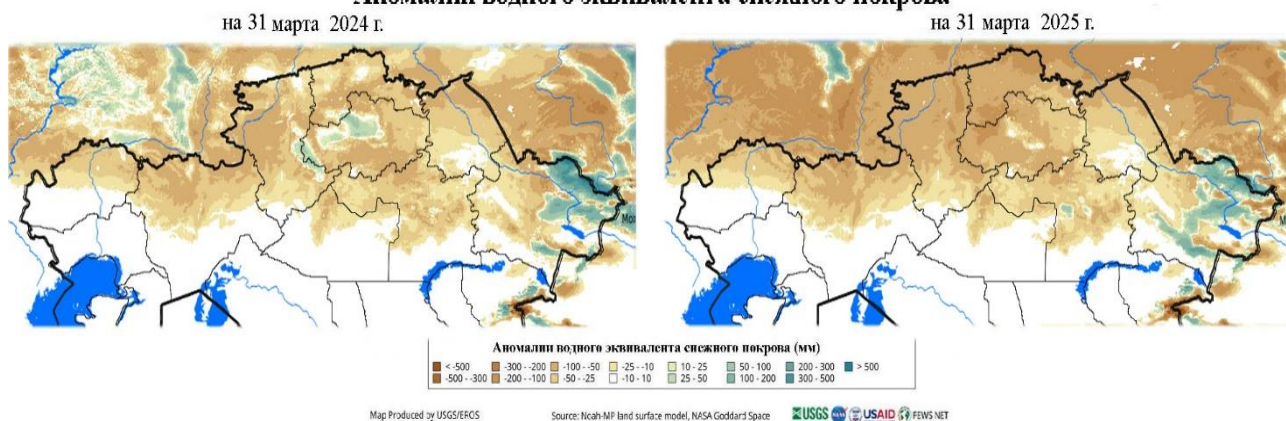 Аномалии водного эквивалента снежного покрова
на 31 марта 2024 г.
на 31 марта 2025 г.
Аномалии водного эквивалента снежного покрова (мм)
< -500 -300 - -200 -100 - -50 -25 - -10 10 - 25 50 - 100 200 - 300 > 500
-500 - -300 -200 - -100 -50 - -25 -10 - 10 25 - 50 100 - 200 300 - 500
Map Produced by USGS/EROS Source: Noah-MP land surface model, NASA Goddard Space USGS NASA USAID FEWS NET